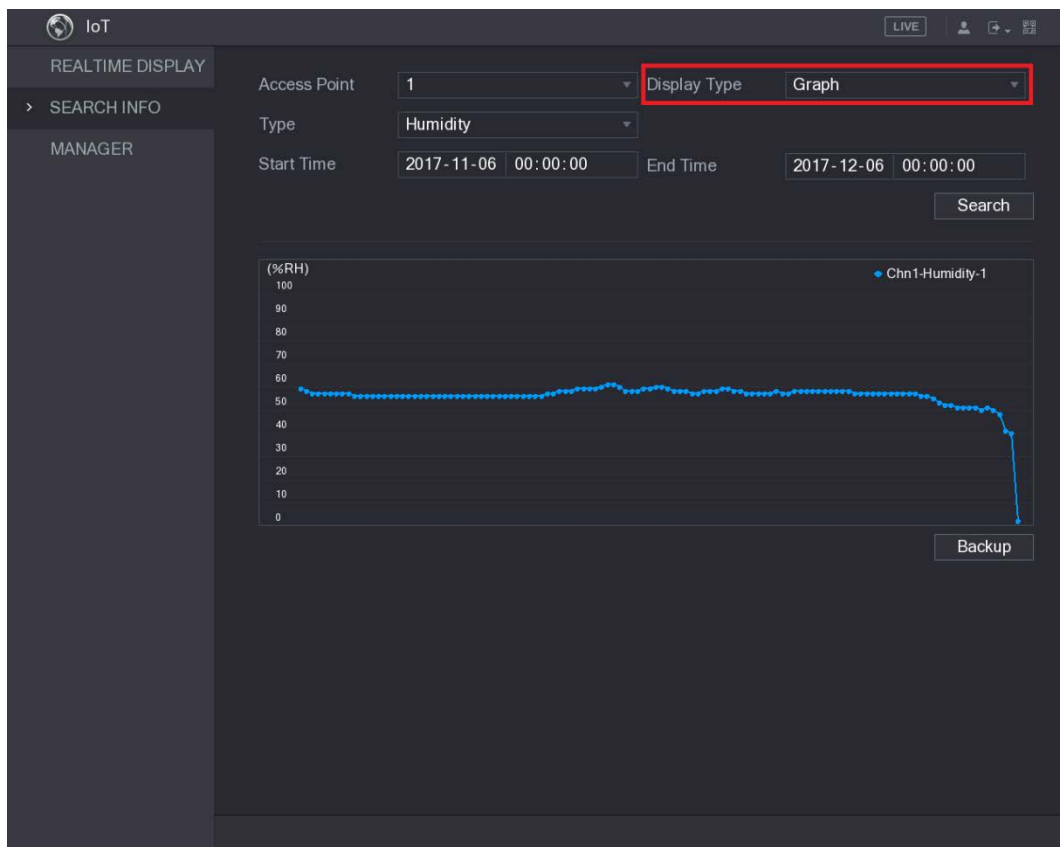 IoT
LIVE
REALTIME DISPLAY
SEARCH INFO
MANAGER
Access Point 1 Display Type Graph
Type Humidity
Start Time 2017-11-06 00:00:00 End Time 2017-12-06 00:00:00
Search
(%RH)
Chn1-Humidity-1
100
90
80
70
60
50
40
30
20
10
0
Backup